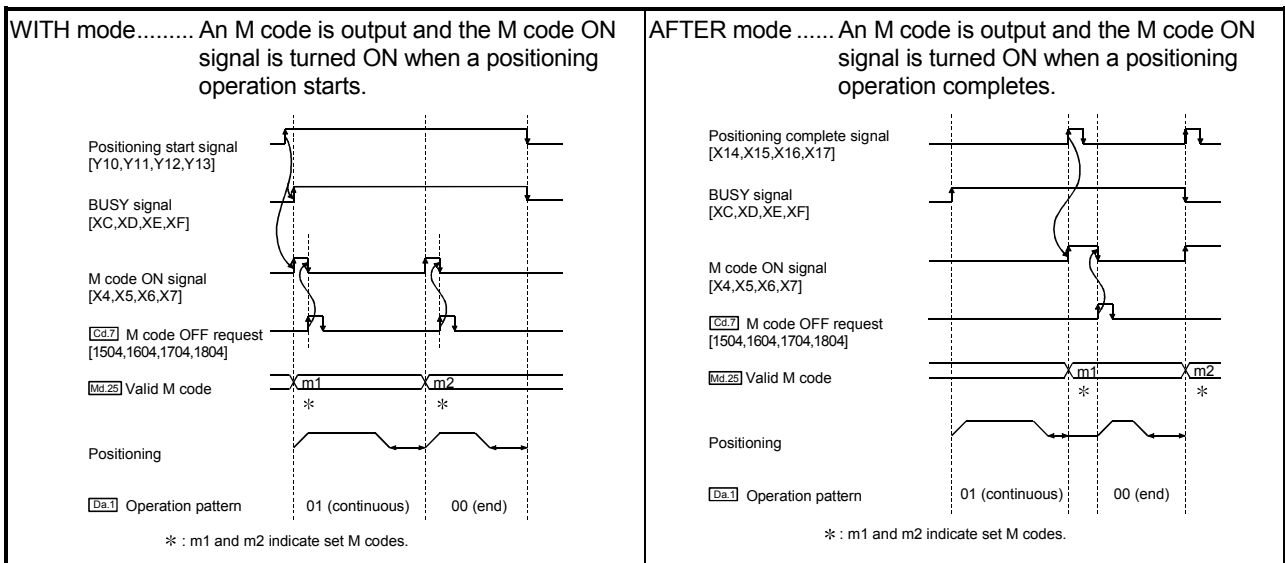 WITH mode......... An M code is output and the M code ON
signal is turned ON when a positioning
operation starts.
Positioning start signal
[Y10,Y11,Y12,Y13]
BUSY signal
[XC,XD,XE,XF]
M code ON signal
[X4,X5,X6,X7]
Cd.7 M code OFF request
[1504,1604,1704,1804]
Md.25 Valid M code
m1
m2
* *
Positioning
Da.1 Operation pattern
01 (continuous)
00 (end)
* : m1 and m2 indicate set M codes.
AFTER mode ...... An M code is output and the M code ON
signal is turned ON when a positioning
operation completes.
Positioning complete signal
[X14,X15,X16,X17]
BUSY signal
[XC,XD,XE,XF]
M code ON signal
[X4,X5,X6,X7]
Cd.7 M code OFF request
[1504,1604,1704,1804]
Md.25 Valid M code
m1
m2
* *
Positioning
Da.1 Operation pattern
01 (continuous)
00 (end)
* : m1 and m2 indicate set M codes.